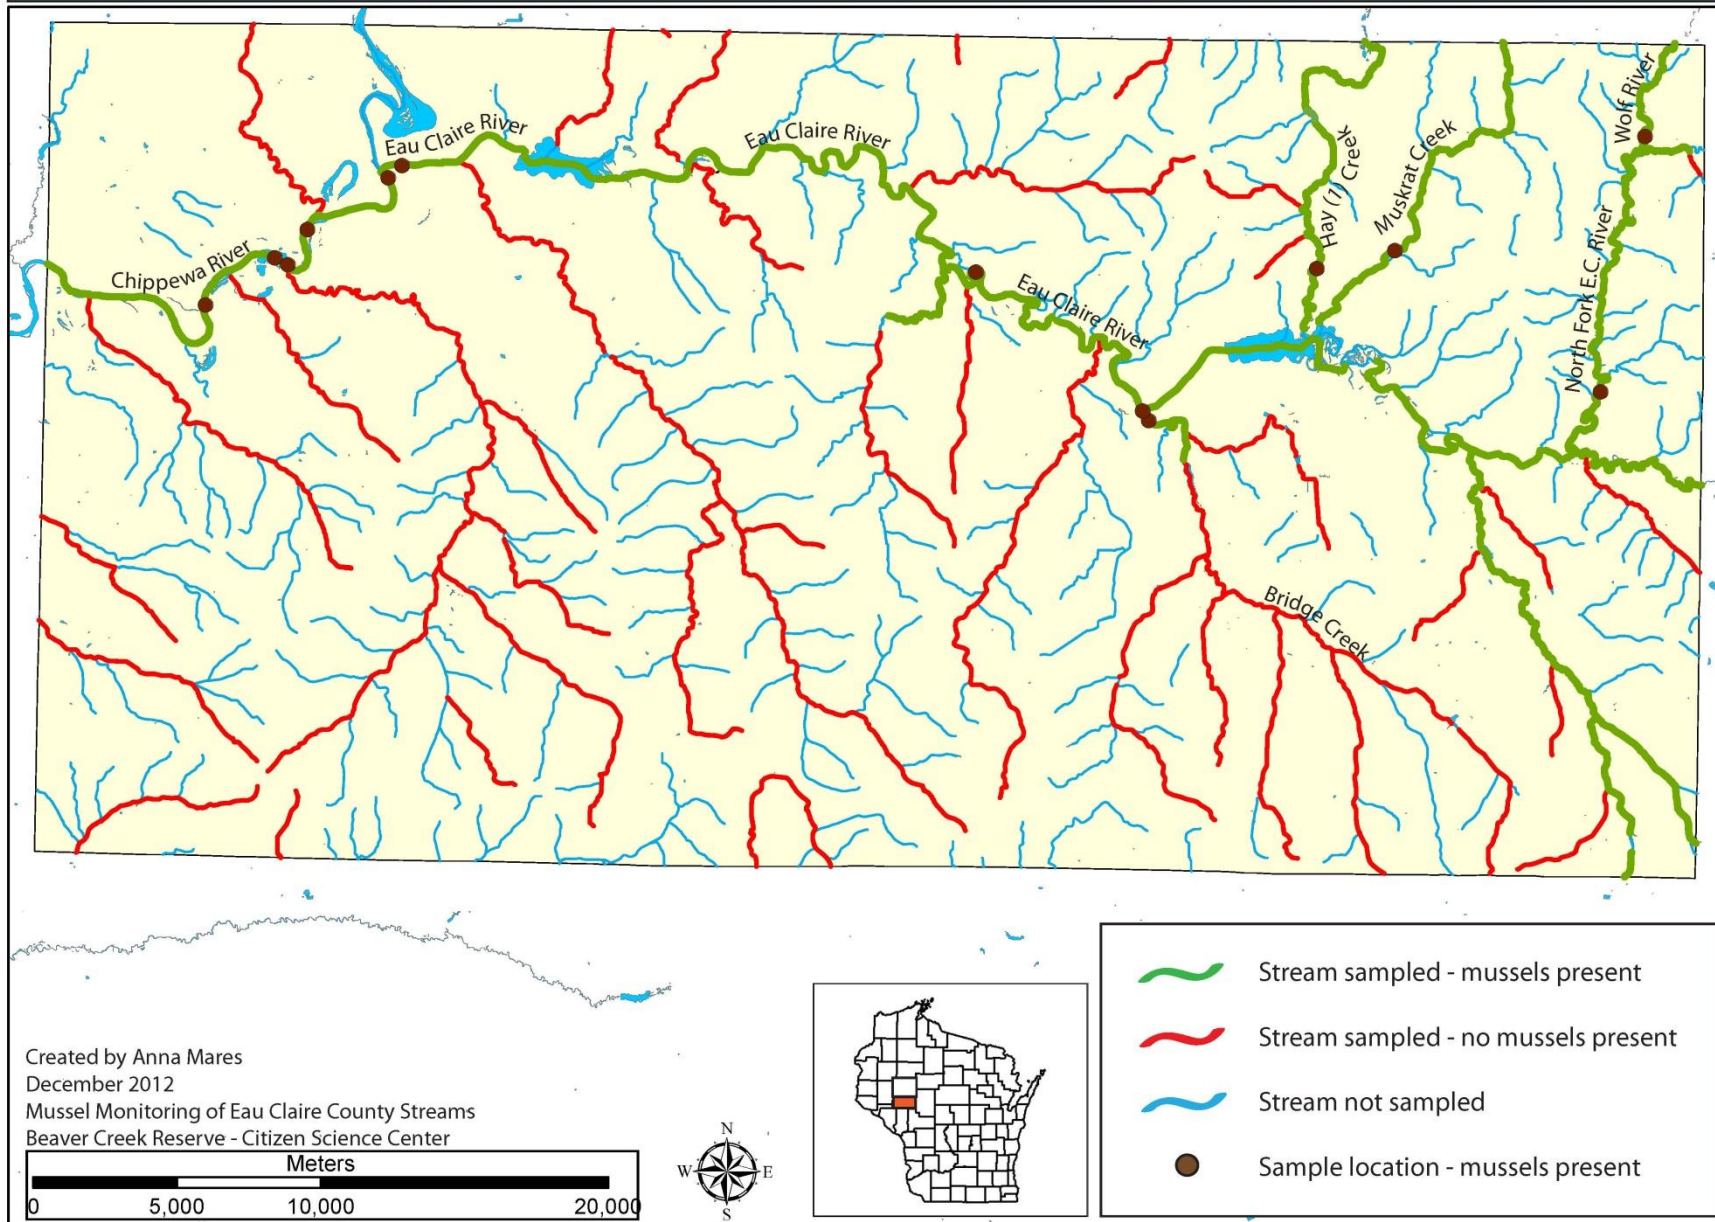 Eau Claire River
Eau Claire River
Wolf River
Hay (1) Creek
Muskrat Creek
Chippewa River
North Fork E.C. River
Eau Claire River
Bridge Creek
Stream sampled - mussels present
Stream sampled - no mussels present
Stream not sampled
Sample location - mussels present
Created by Anna Mares
December 2012
Mussel Monitoring of Eau Claire County Streams
Beaver Creek Reserve - Citizen Science Center
Meters
0 5,000 10,000 20,000
N
W E
S